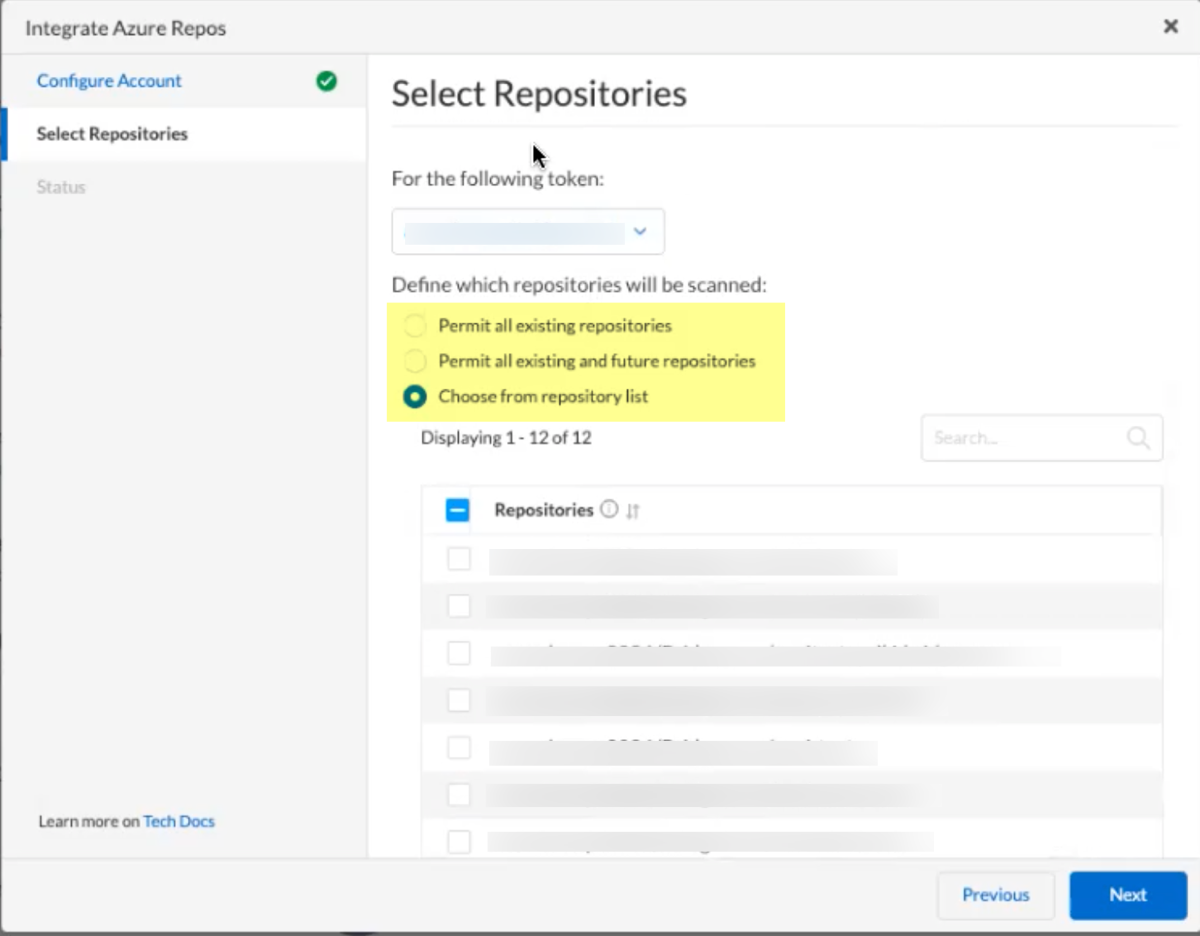 Integrate Azure Repos
Configure Account
Select Repositories
Status
Learn more on Tech Docs
Select Repositories
For the following token:
Define which repositories will be scanned:
Permit all existing repositories
Permit all existing and future repositories
Choose from repository list
Displaying 1 - 12 of 12
Search...
Repositories
Previous
Next